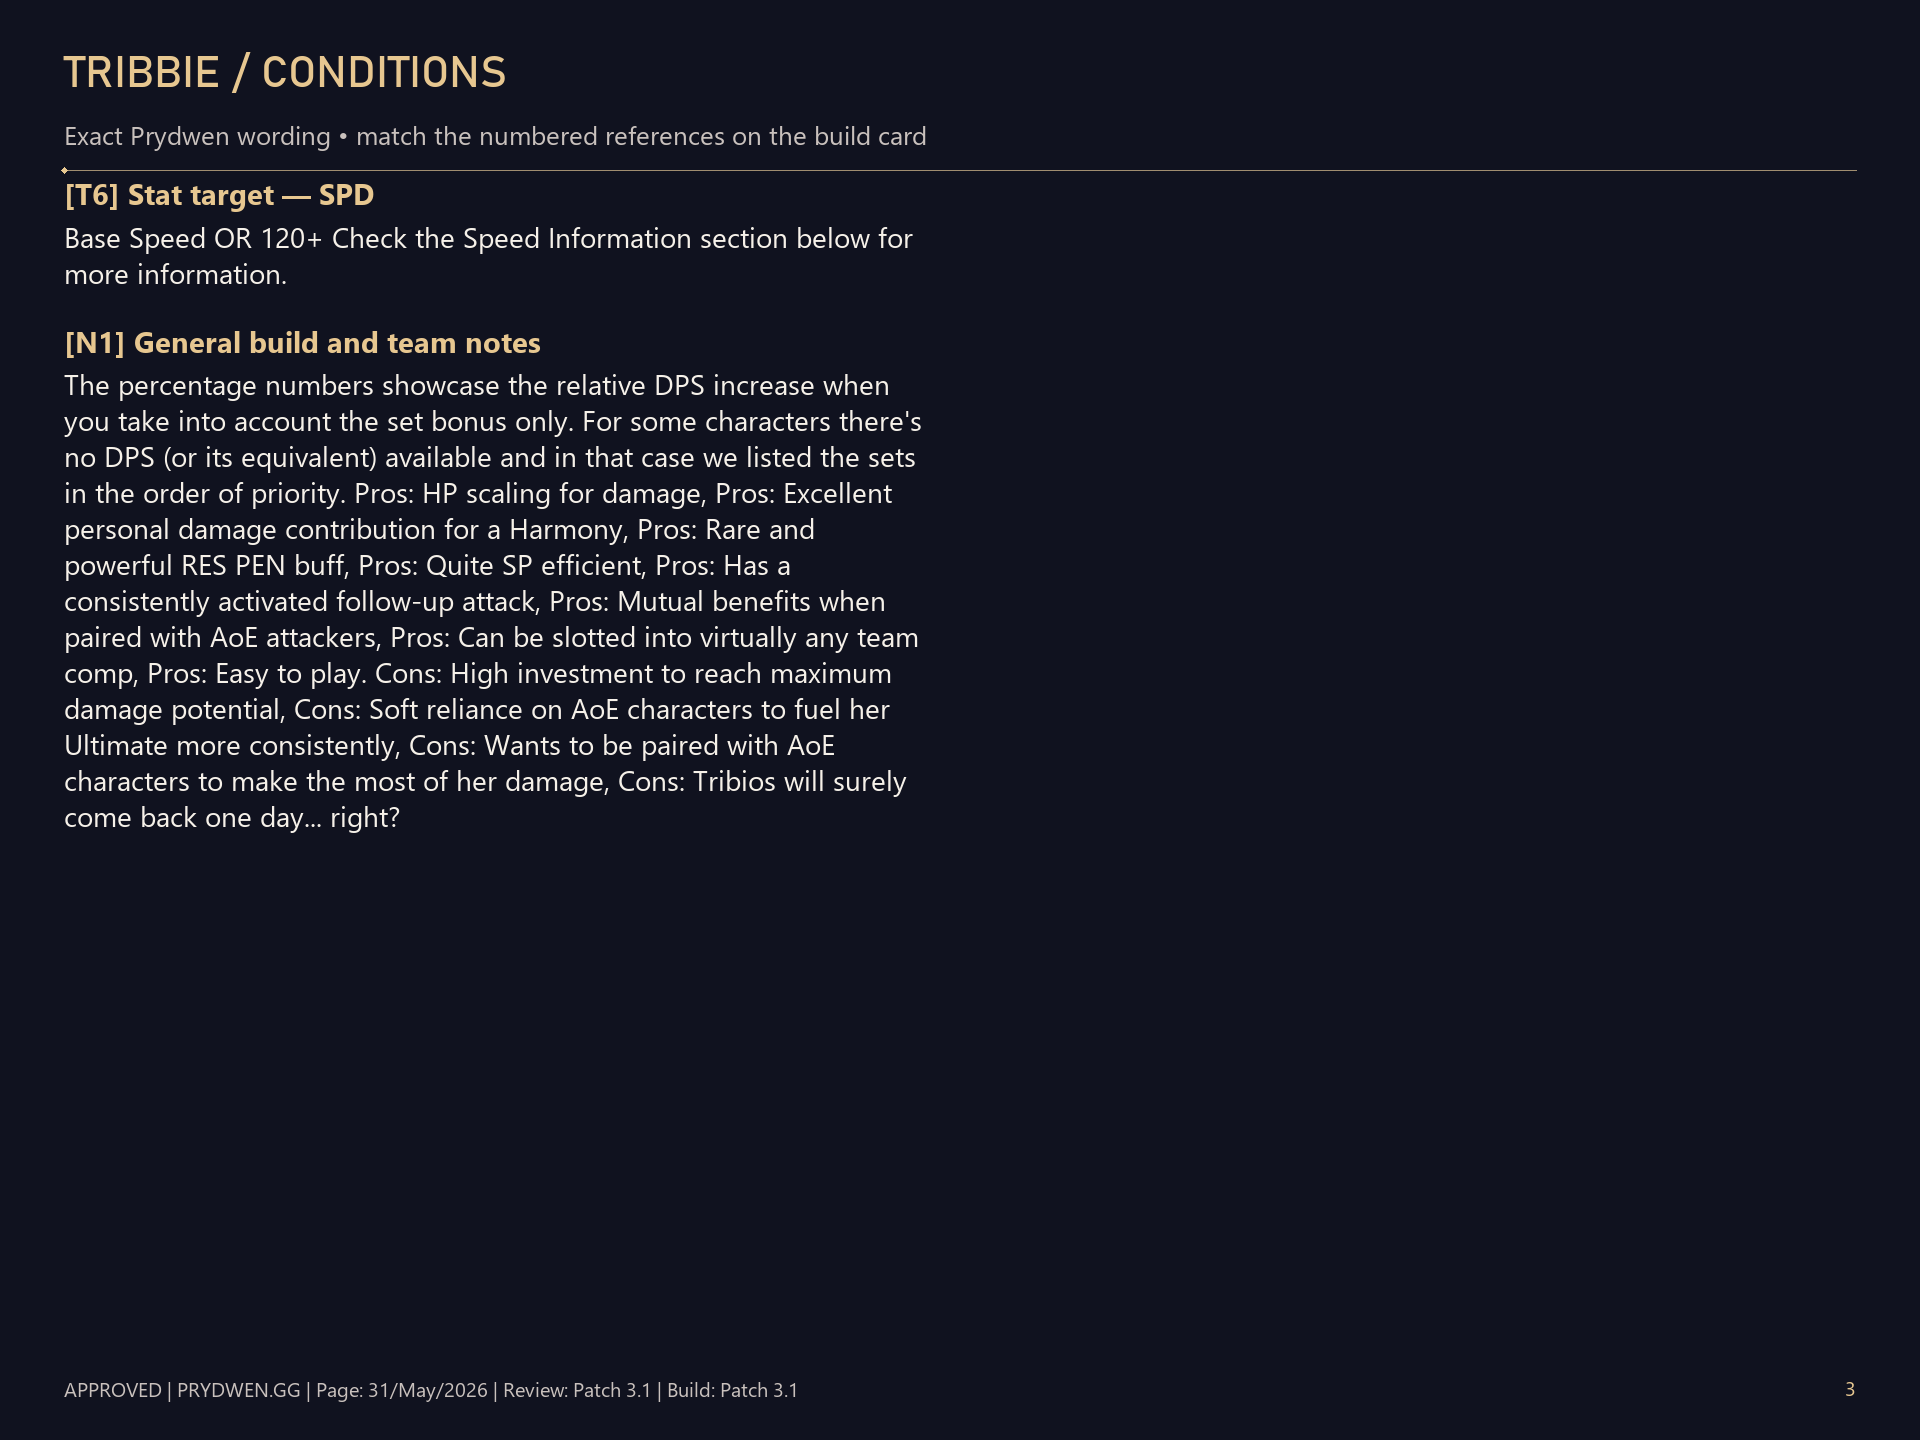 TRIBBIE / CONDITIONS
Exact Prydwen wording • match the numbered references on the build card
[T6] Stat target — SPD
Base Speed OR 120+ Check the Speed Information section below for
more information.
[N1] General build and team notes
The percentage numbers showcase the relative DPS increase when
you take into account the set bonus only. For some characters there's
no DPS (or its equivalent) available and in that case we listed the sets
in the order of priority. Pros: HP scaling for damage, Pros: Excellent
personal damage contribution for a Harmony, Pros: Rare and
powerful RES PEN buff, Pros: Quite SP efficient, Pros: Has a
consistently activated follow-up attack, Pros: Mutual benefits when
paired with AoE attackers, Pros: Can be slotted into virtually any team
comp, Pros: Easy to play. Cons: High investment to reach maximum
damage potential, Cons: Soft reliance on AoE characters to fuel her
Ultimate more consistently, Cons: Wants to be paired with AoE
characters to make the most of her damage, Cons: Tribios will surely
come back one day... right?
APPROVED | PRYDWEN.GG | Page: 31/May/2026 | Review: Patch 3.1 | Build: Patch 3.1
3